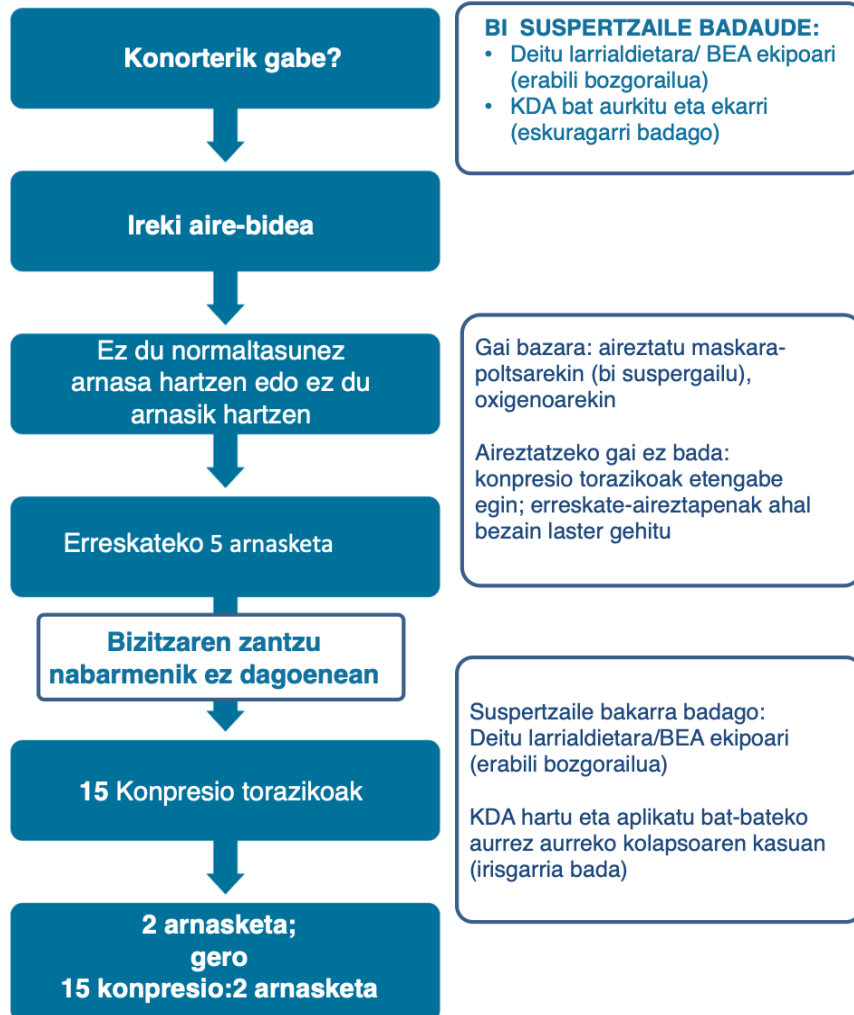 Konorterik gabe?
BI SUSPERTZAILE BADAUDE:
• Deitu larrialdietara/ BEA ekipoari
(erabili bozgorailua)
• KDA bat aurkitu eta ekarri
(eskuragarri badago)
Ireki aire-bidea
Ez du normaltasunez
arnasa hartzen edo ez du
arnasik hartzen
Gai bazara: aireztatu maskara-
poltsarekin (bi suspergailu),
oxigenoarekin
Aireztatzeko gai ez bada:
konpresio torazikoak etengabe
egin; erreskate-aireztapenak ahal
bezain laster gehitu
Erreskateko 5 arnasketa
Bizitzaren zantzu
nabarmenik ez dagoenean
Suspertzaile bakarra badago:
Deitu larrialdietara/BEA ekipoari
(erabili bozgorailua)
KDA hartu eta aplikatu bat-bateko
aurrez aurreko kolapsoaren kasuan
(irisgarria bada)
15 Konpresio torazikoak
2 arnasketa;
gero
15 konpresio:2 arnasketa